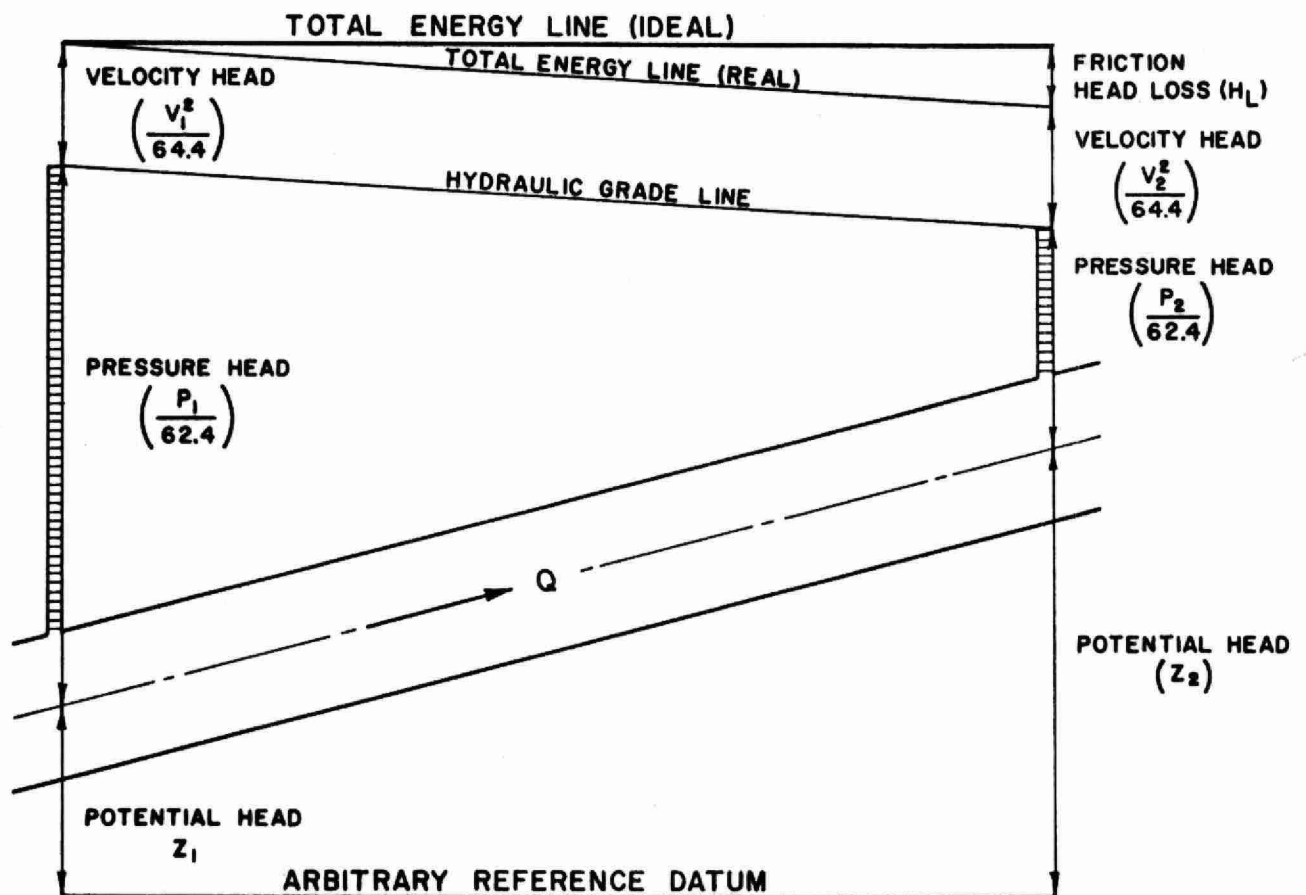 TOTAL ENERGY LINE (IDEAL)
TOTAL ENERGY LINE (REAL)
FRICTION
HEAD LOSS (H_L)
VELOCITY HEAD
(V₁²/64.4)
VELOCITY HEAD
(V₂²/64.4)
HYDRAULIC GRADE LINE
PRESSURE HEAD
(P₂/62.4)
PRESSURE HEAD
(P₁/62.4)
Q
POTENTIAL HEAD
(Z₂)
POTENTIAL HEAD
Z₁
ARBITRARY REFERENCE DATUM